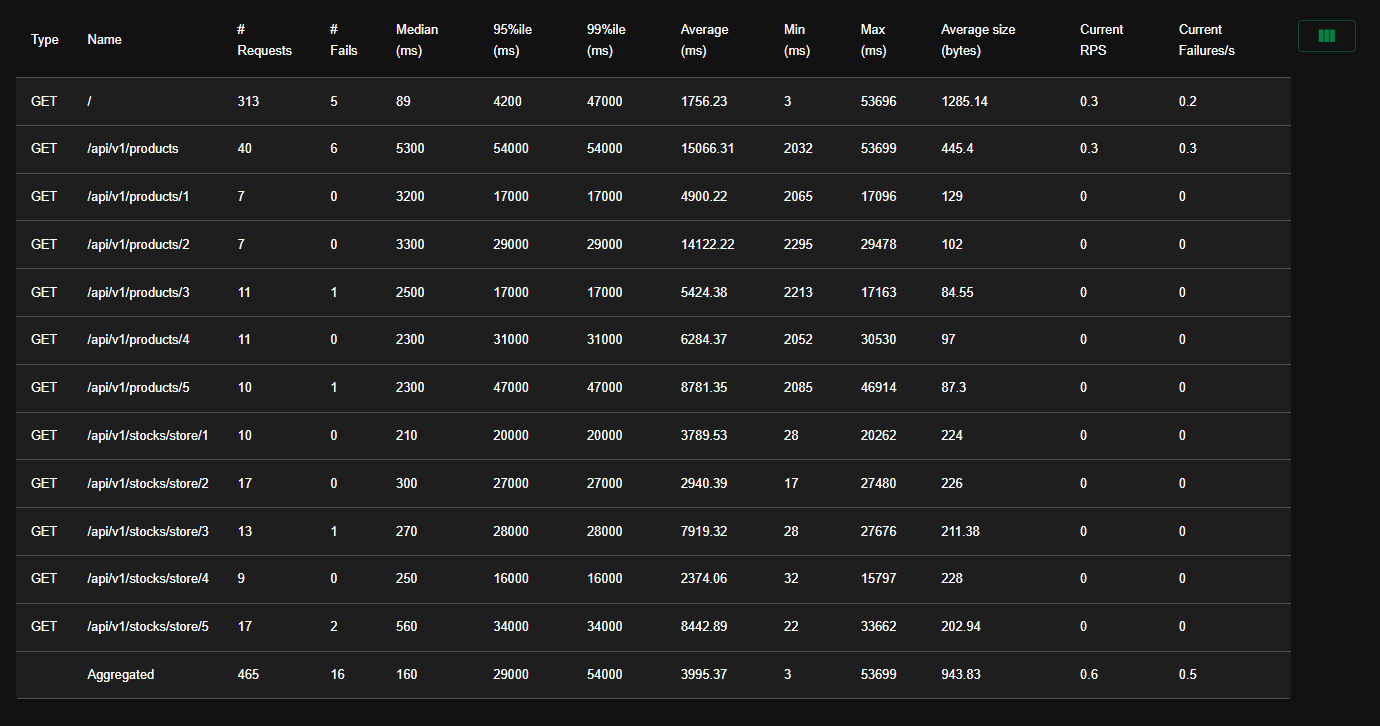 Type Name # Requests # Fails Median (ms) 95%ile (ms) 99%ile (ms) Average (ms) Min (ms) Max (ms) Average size (bytes) Current RPS Current Failures/s
GET / 313 5 89 4200 47000 1756.23 3 53696 1285.14 0.3 0.2
GET /api/v1/products 40 6 5300 54000 54000 15066.31 2032 53699 445.4 0.3 0.3
GET /api/v1/products/1 7 0 3200 17000 17000 4900.22 2065 17096 129 0 0
GET /api/v1/products/2 7 0 3300 29000 29000 14122.22 2295 29478 102 0 0
GET /api/v1/products/3 11 1 2500 17000 17000 5424.38 2213 17163 84.55 0 0
GET /api/v1/products/4 11 0 2300 31000 31000 6284.37 2052 30530 97 0 0
GET /api/v1/products/5 10 1 2300 47000 47000 8781.35 2085 46914 87.3 0 0
GET /api/v1/stocks/store/1 10 0 210 20000 20000 3789.53 28 20262 224 0 0
GET /api/v1/stocks/store/2 17 0 300 27000 27000 2940.39 17 27480 226 0 0
GET /api/v1/stocks/store/3 13 1 270 28000 28000 7919.32 28 27676 211.38 0 0
GET /api/v1/stocks/store/4 9 0 250 16000 16000 2374.06 32 15797 228 0 0
GET /api/v1/stocks/store/5 17 2 560 34000 34000 8442.89 22 33662 202.94 0 0
Aggregated 465 16 160 29000 54000 3995.37 3 53699 943.83 0.6 0.5